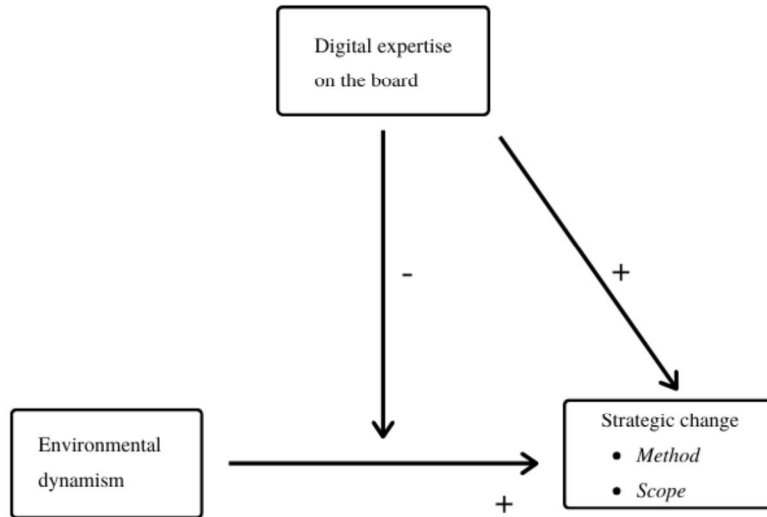 Digital expertise
on the board
-
+
Environmental
dynamism
Strategic change
• Method
• Scope
+